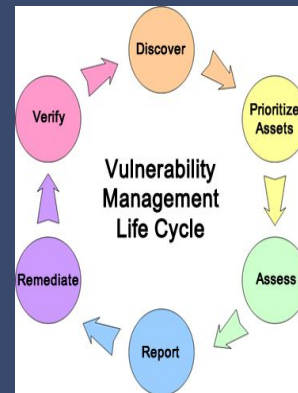 Discover
Prioritize
Assets
Assess
Report
Remediate
Verify
Vulnerability
Management
Life Cycle